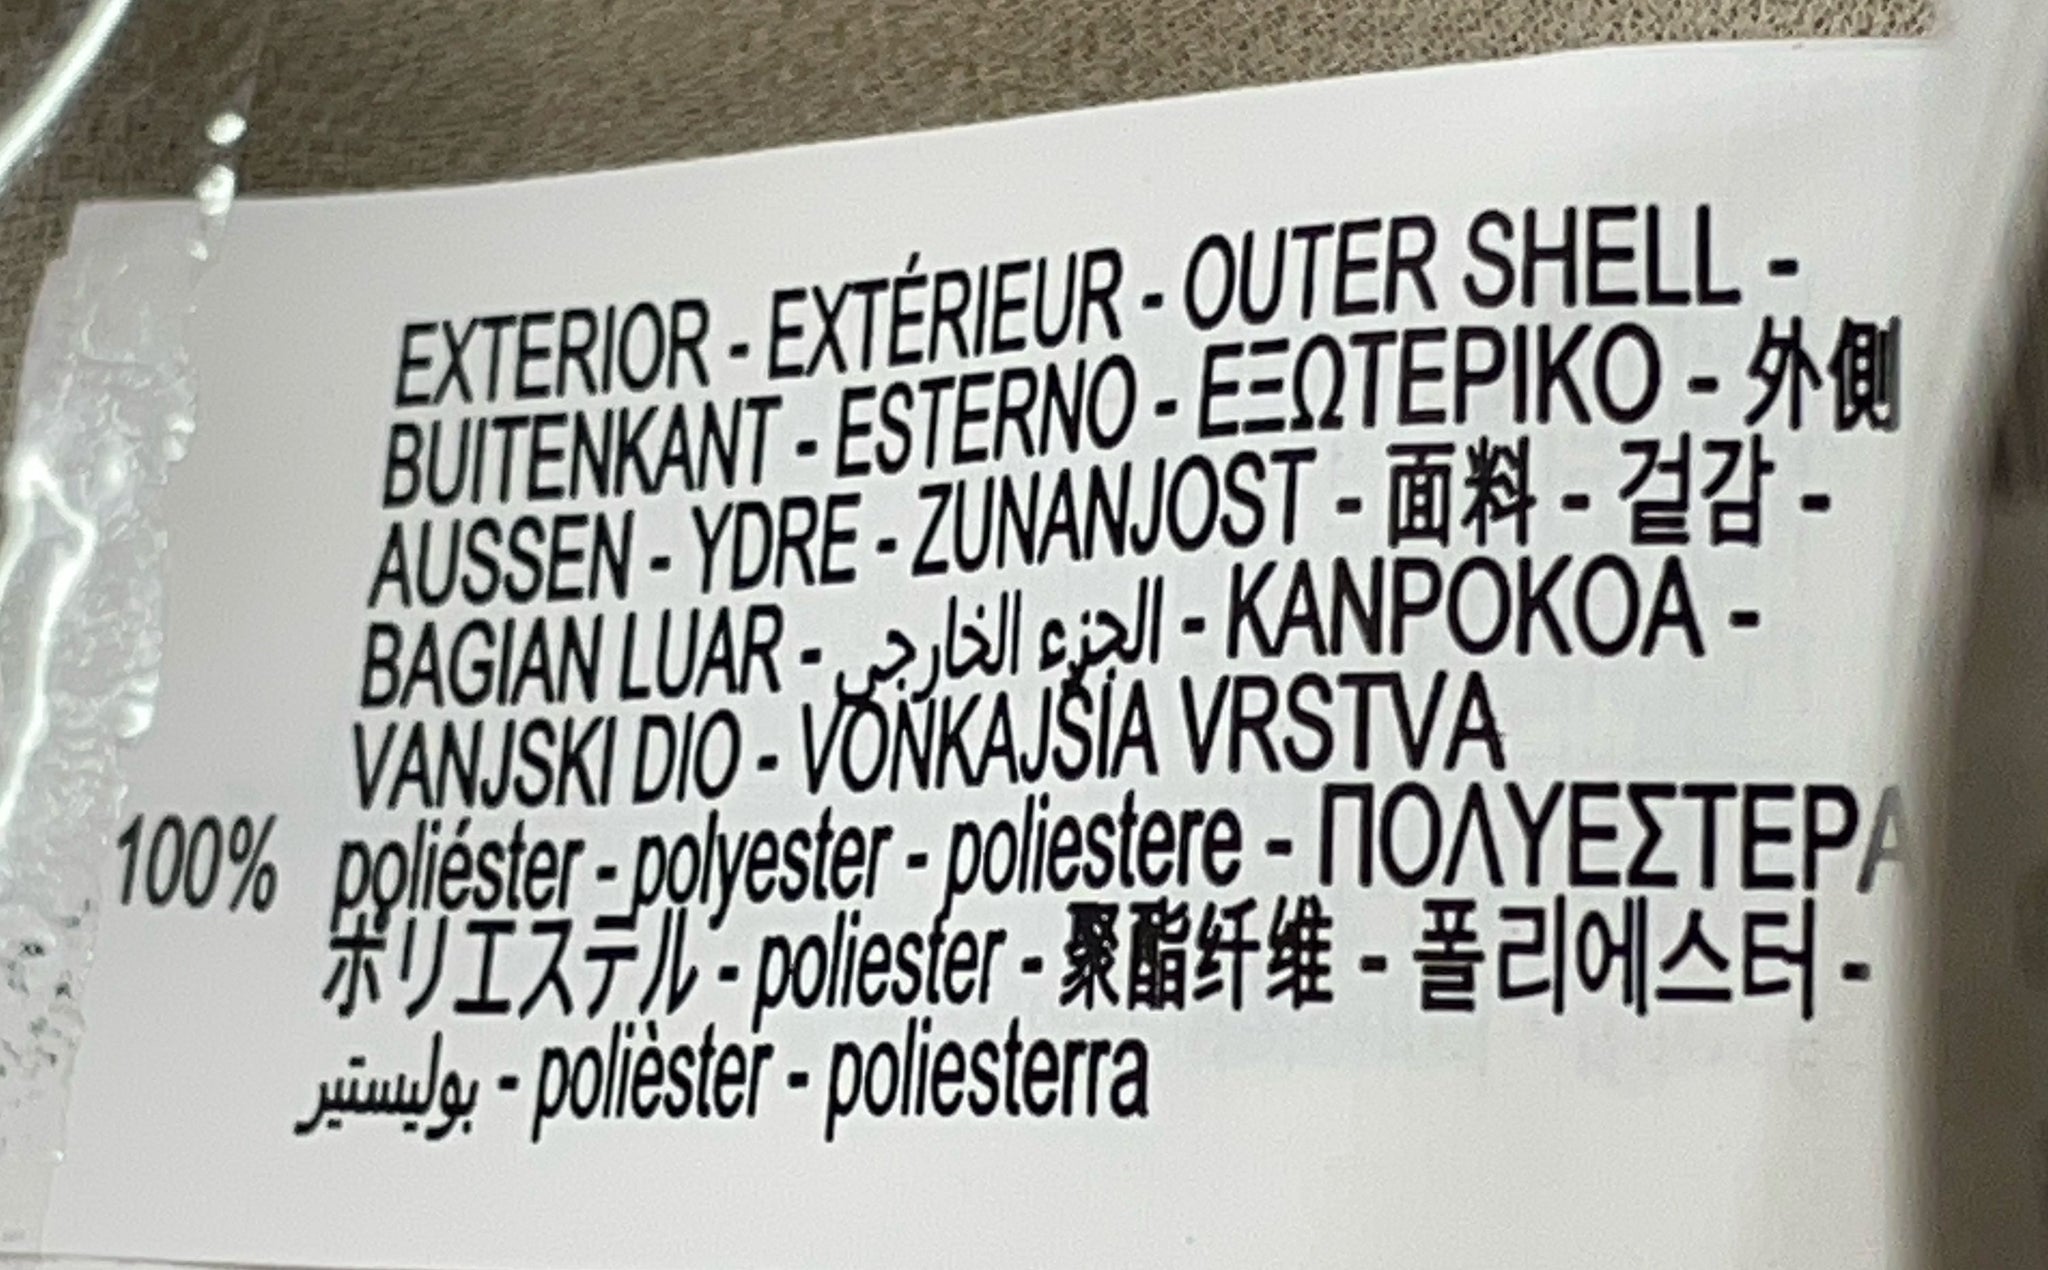 EXTERIOR - EXTÉRIEUR - OUTER SHELL -
BUITENKANT - ESTERNO - ΕΞΩΤΕΡΙΚΟ - 外側
AUSSEN - YDRE - ZUNANJOST - 面料 - 겉감 -
BAGIAN LUAR - الجزء الخارجي - KANPOKOA -
VANJSKI DIO - VONKAJŠIA VRSTVA
100% poliéster - polyester - poliestere - ΠΟΛΥΕΣΤΕΡΑ
ポリエステル - poliester - 聚酯纤维 - 폴리에스터 -
بوليستير - polièster - poliesterra